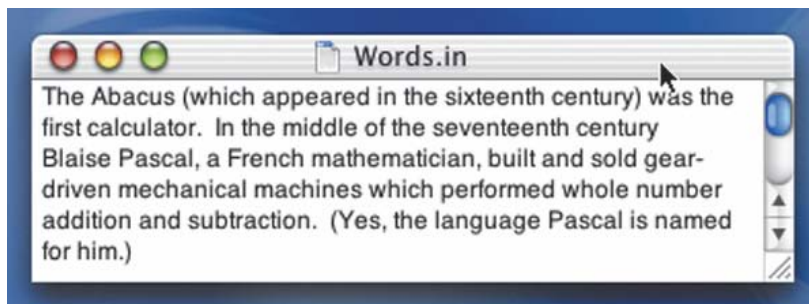 Words.in
The Abacus (which appeared in the sixteenth century) was the
first calculator.  In the middle of the seventeenth century
Blaise Pascal, a French mathematician, built and sold gear-
driven mechanical machines which performed whole number
addition and subtraction.  (Yes, the language Pascal is named
for him.)